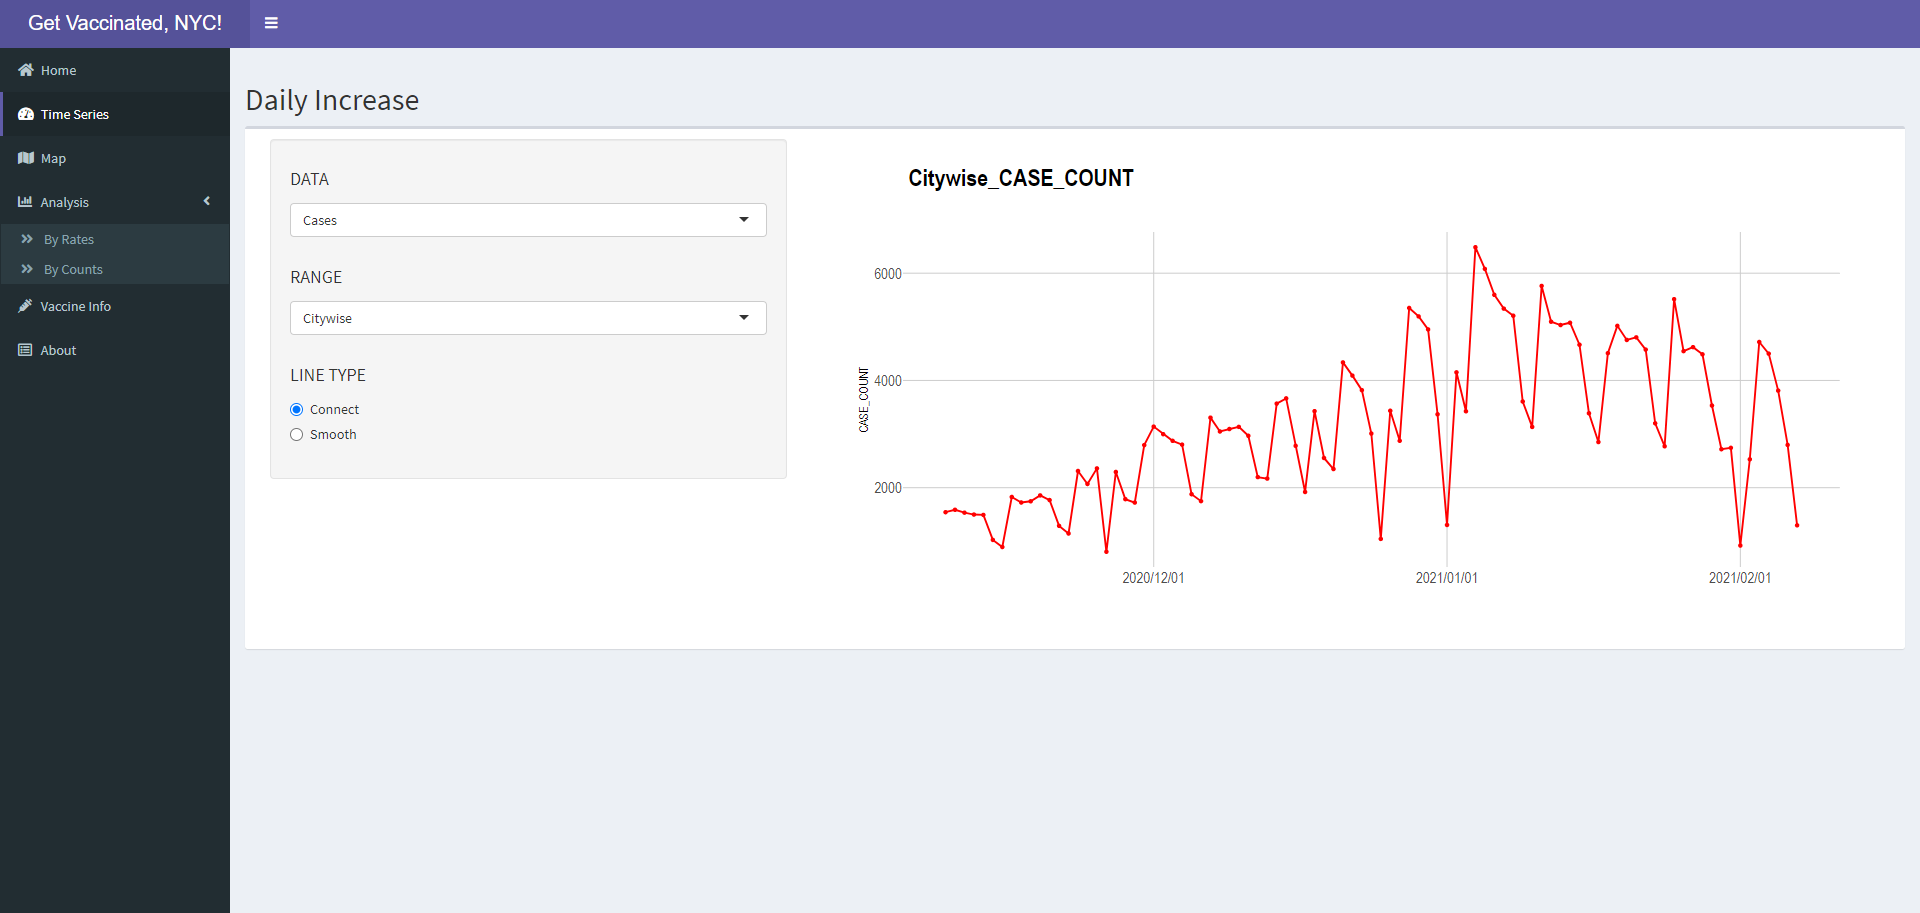 Get Vaccinated, NYC!
Home
Time Series
Map
Analysis
By Rates
By Counts
Vaccine Info
About
Daily Increase
DATA
Cases
RANGE
Citywise
LINE TYPE
Connect
Smooth
Citywise_CASE_COUNT
CASE_COUNT
6000
4000
2000
2020/12/01
2021/01/01
2021/02/01